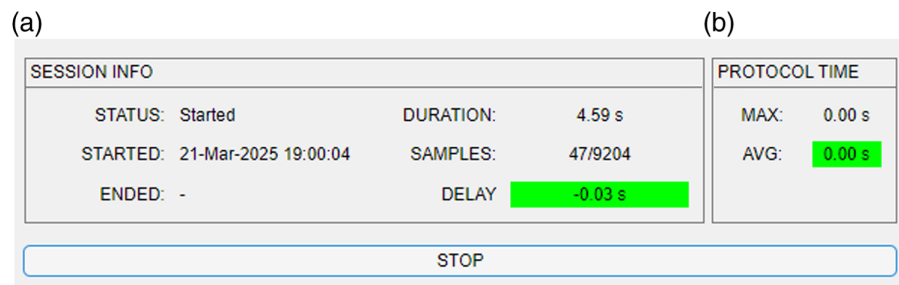 (a)
(b)
SESSION INFO
PROTOCOL TIME
STATUS: Started DURATION: 4.59 s
MAX: 0.00 s
STARTED: 21-Mar-2025 19:00:04 SAMPLES: 47/9204
AVG: 0.00 s
ENDED: - DELAY -0.03 s
STOP